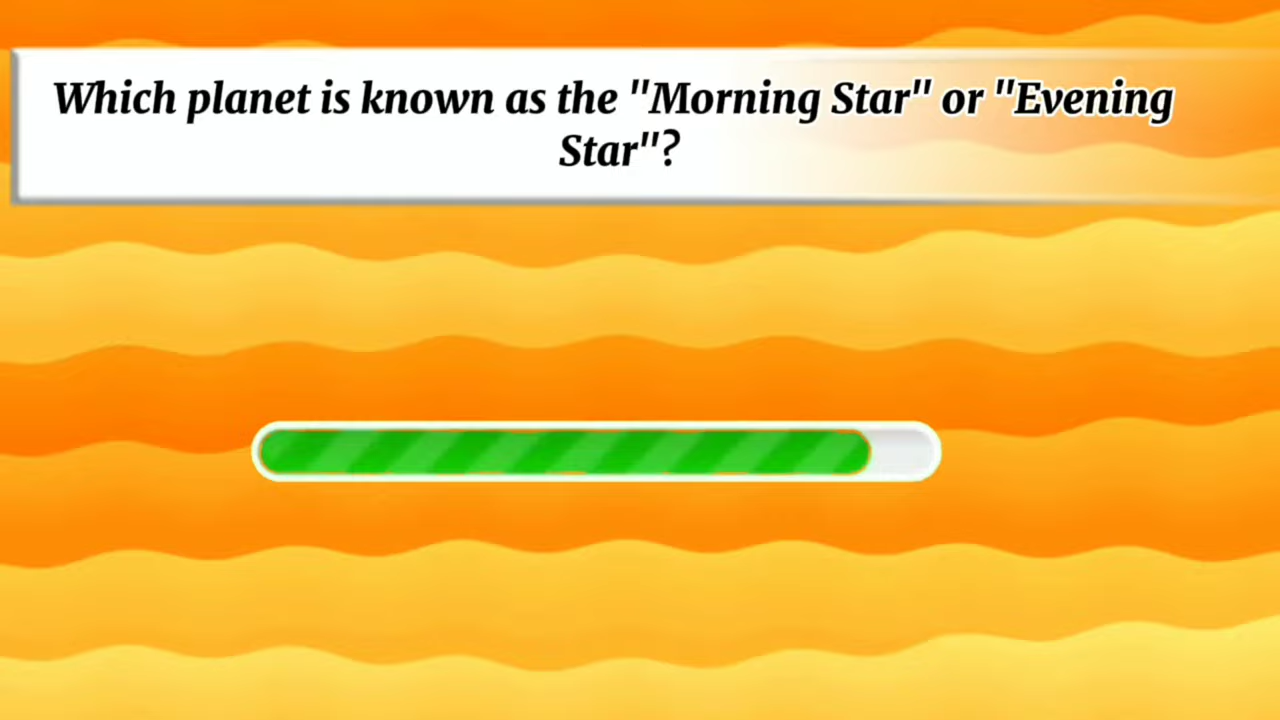 Which planet is known as the "Morning Star" or "Evening
Star"?